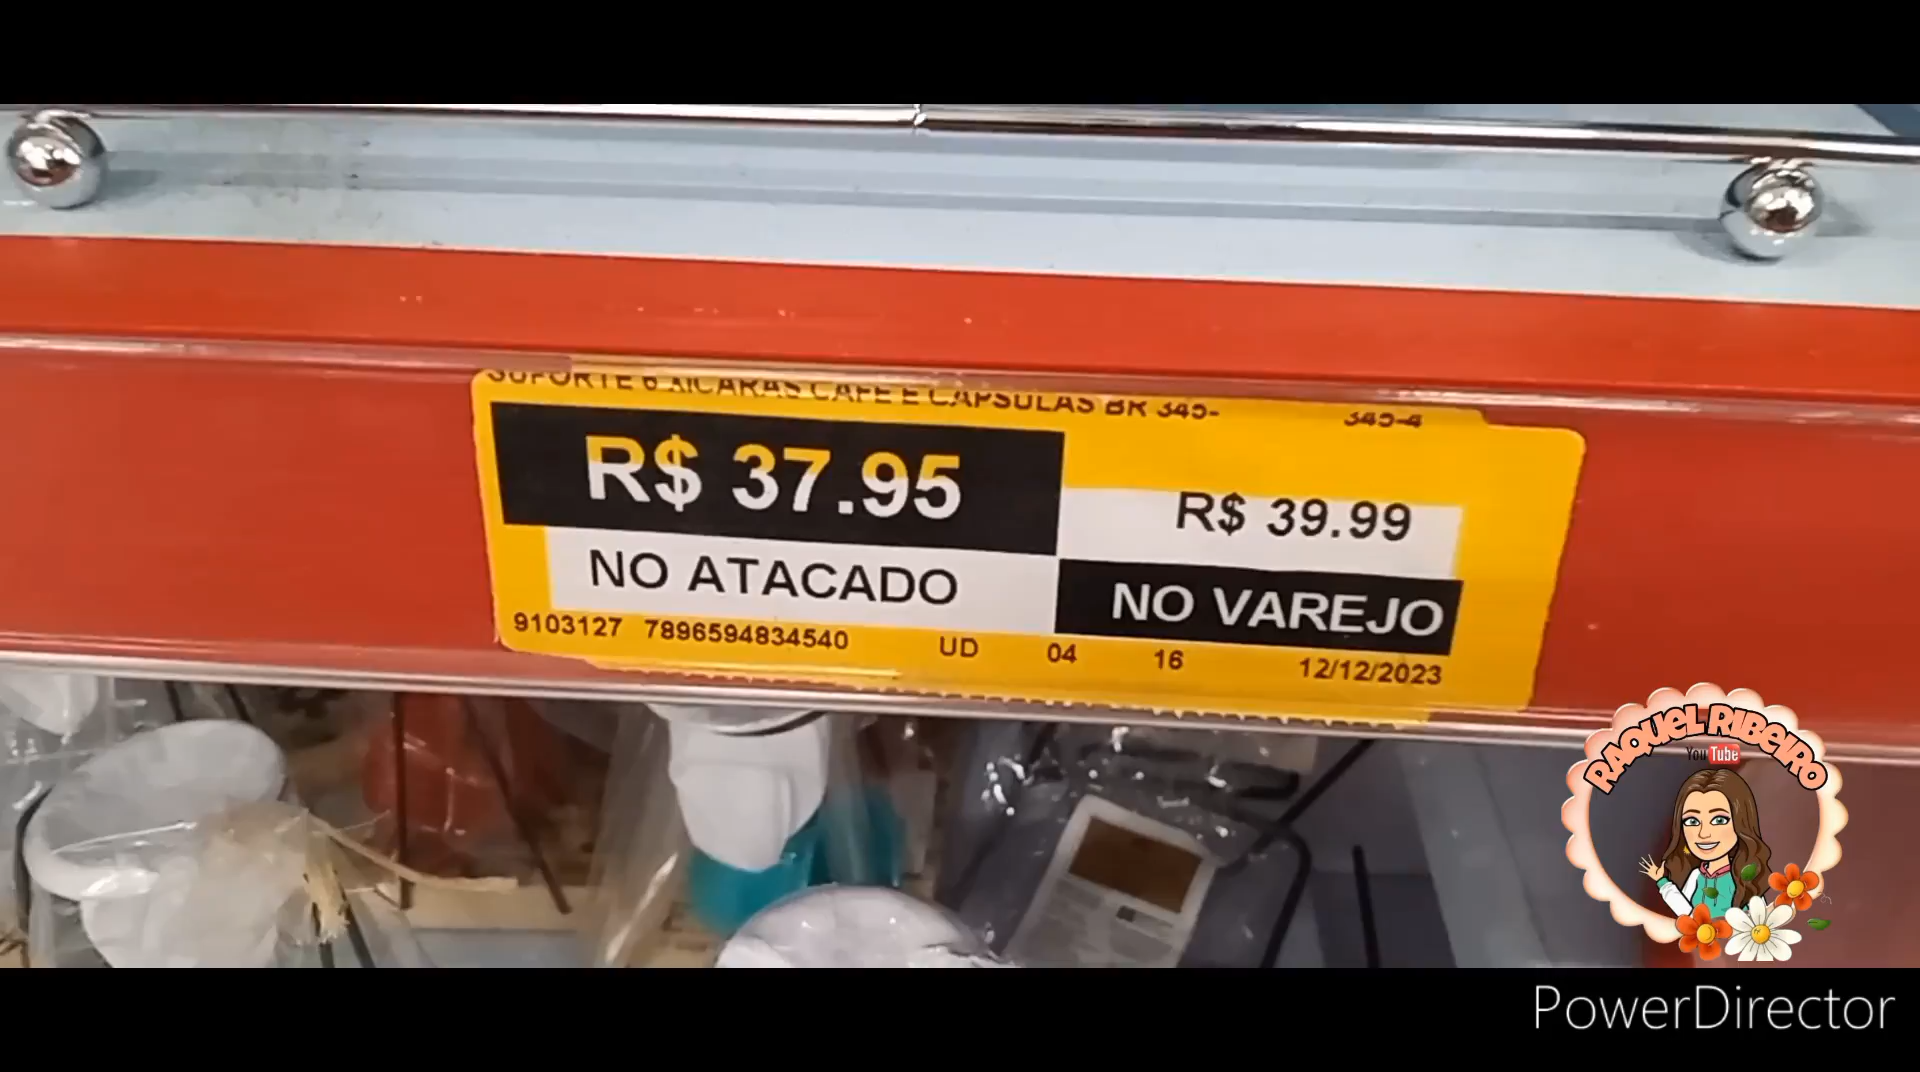 SUPORTE 6 XICARAS CAFE E CAPSULAS BR 345- 345-4
R$ 37.95
R$ 39.99
NO ATACADO
NO VAREJO
9103127 7896594834540 UD 04 16 12/12/2023
RAQUEL RIBEIRO
YouTube
PowerDirector